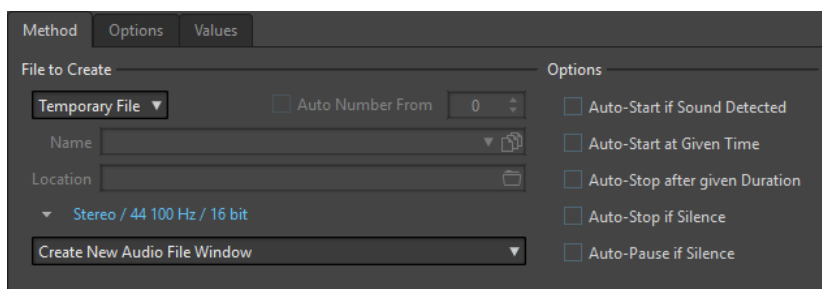 Method Options Values
File to Create
Temporary File
Auto Number From 0
Name
Location
Stereo / 44 100 Hz / 16 bit
Create New Audio File Window
Options
Auto-Start if Sound Detected
Auto-Start at Given Time
Auto-Stop after given Duration
Auto-Stop if Silence
Auto-Pause if Silence